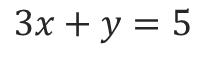 3x + y = 5